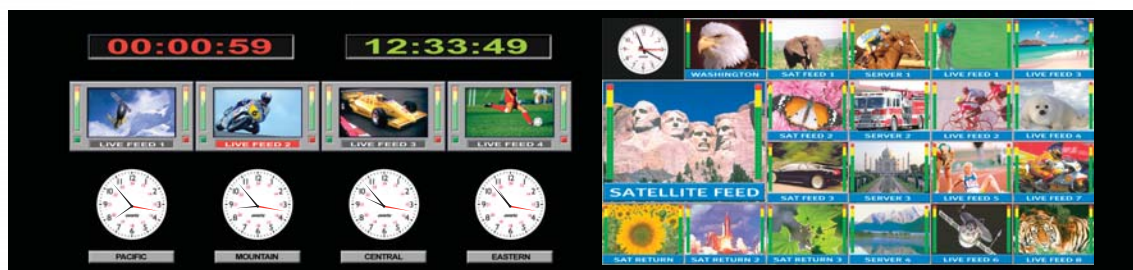 00:00:59
12:33:49
LIVE FEED 1
LIVE FEED 2
LIVE FEED 3
LIVE FEED 4
PACIFIC
MOUNTAIN
CENTRAL
EASTERN
WASHINGTON
SAT FEED 1
SERVER 1
LIVE FEED 1
LIVE FEED 3
SAT FEED 2
SERVER 2
LIVE FEED 2
LIVE FEED 6
SATELLITE FEED
SAT FEED 3
SERVER 3
LIVE FEED 5
LIVE FEED 7
SAT RETURN
SAT RETURN 2
SAT RETURN 3
SERVER 4
LIVE FEED 6
LIVE FEED 8